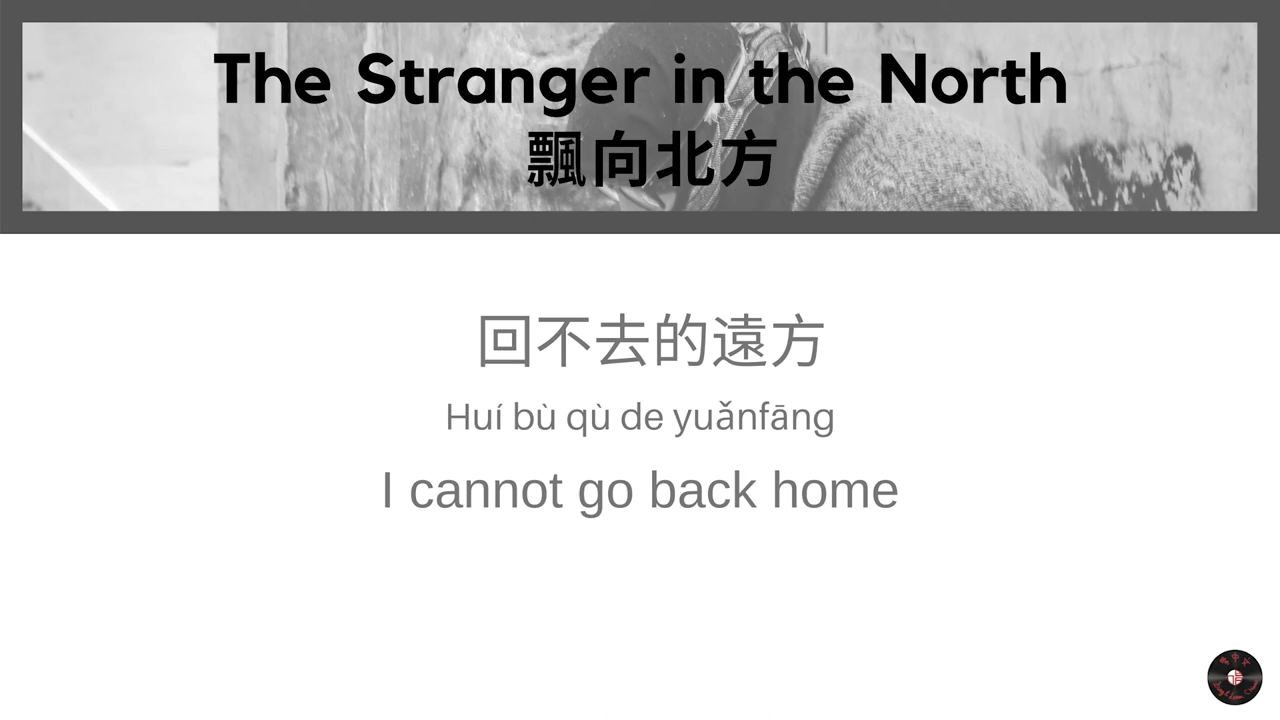 The Stranger in the North
飄向北方
回不去的遠方
Huí bù qù de yuǎnfāng
I cannot go back home